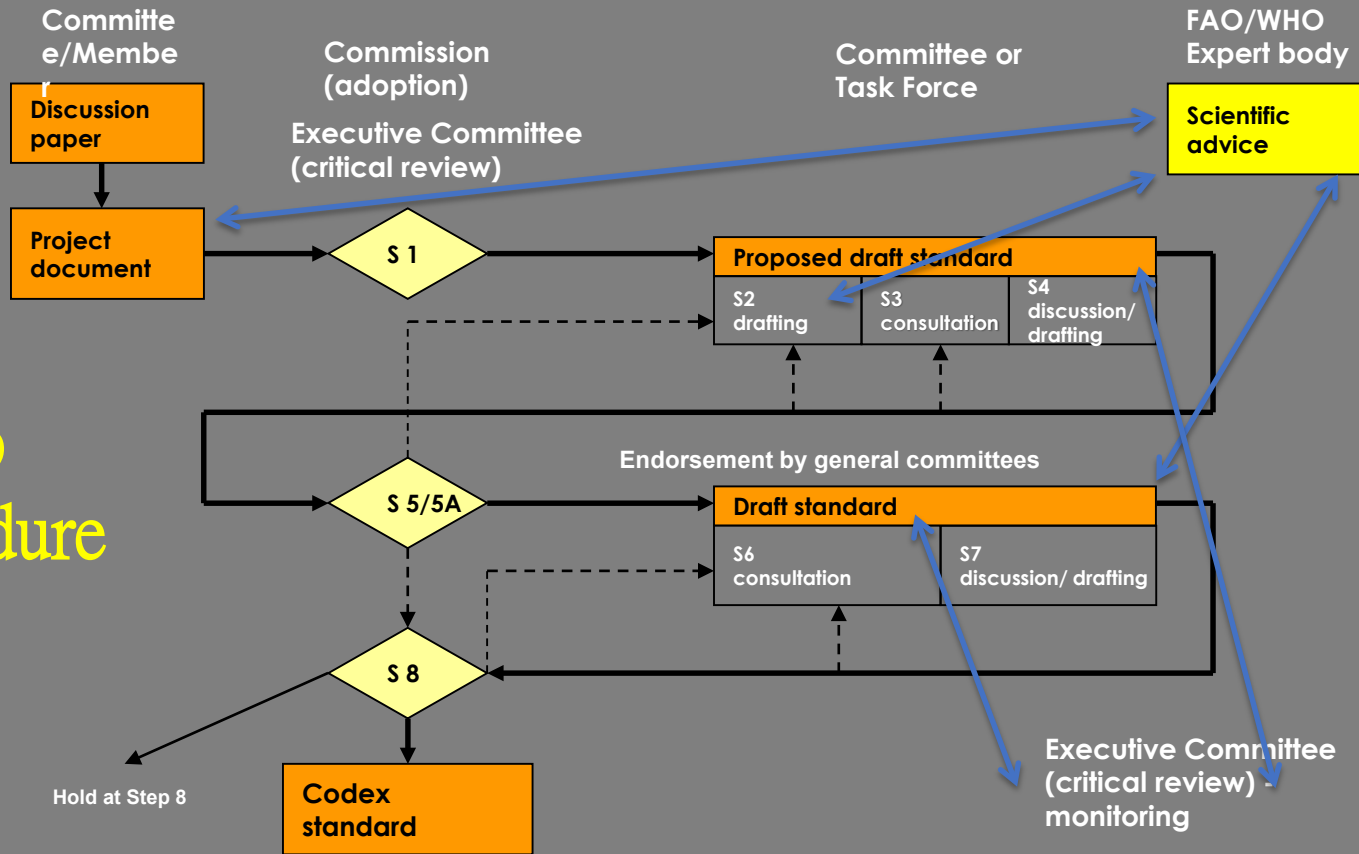 Committe
e/Membe
r
Discussion
paper
Project
document
Commission
(adoption)
Executive Committee
(critical review)
S 1
Committee or
Task Force
FAO/WHO
Expert body
Scientific
advice
Proposed draft standard
S2
drafting
S3
consultation
S4
discussion/
drafting
dure
S 5/5A
Endorsement by general committees
Draft standard
S6
consultation
S7
discussion/ drafting
S 8
Hold at Step 8
Codex
standard
Executive Committee
(critical review) -
monitoring